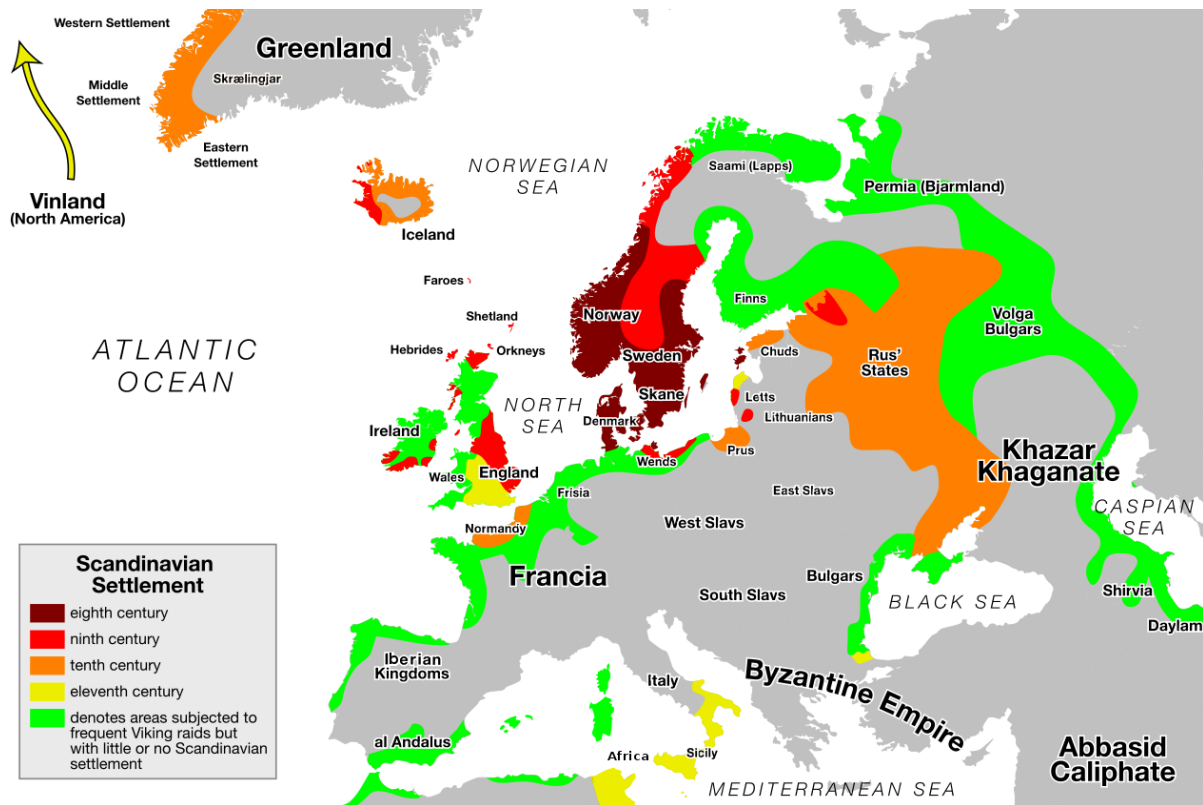 Western Settlement
Greenland
Skrælingjar
Middle
Settlement
Eastern
Settlement
Vinland
(North America)
NORWEGIAN
SEA
Saami (Lapps)
Permia (Bjarmland)
Iceland
Faroes
Finns
Volga
Bulgars
Norway
Shetland
Hebrides
Orkneys
Sweden
Chuds
Rus'
States
ATLANTIC
OCEAN
Skane
Letts
NORTH
SEA
Denmark
Lithuanians
Ireland
Prus
Wends
England
Wales
Khazar
Khaganate
Frisia
East Slavs
CASPIAN
SEA
Normandy
West Slavs
Francia
Bulgars
South Slavs
BLACK SEA
Shirvia
Daylam
Iberian
Kingdoms
Italy
Byzantine Empire
al Andalus
Africa
Sicily
Abbasid
Caliphate
MEDITERRANEAN SEA
Scandinavian
Settlement
eighth century
ninth century
tenth century
eleventh century
denotes areas subjected to
frequent Viking raids but
with little or no Scandinavian
settlement